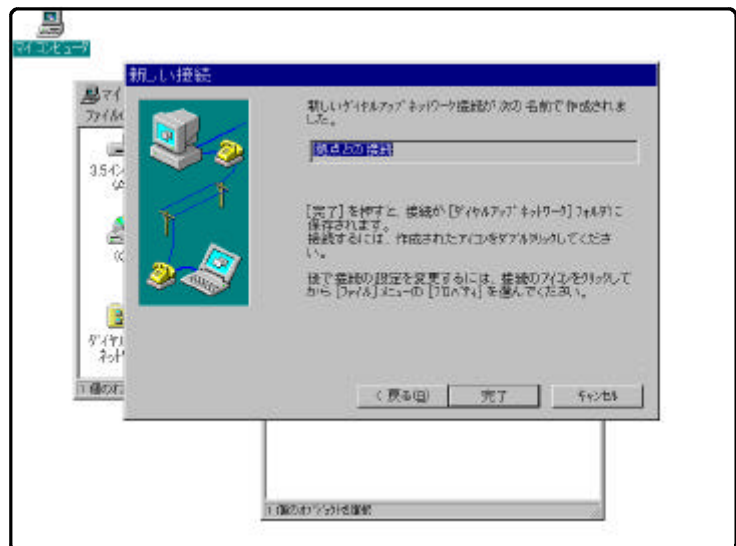 マイ コンピュータ
新しい接続
マイ
ファイル(
新しいダイヤルアップ ネットワーク接続が次の 名前で 作成されま
した。
拠点との接続
3.5インチ
[完了] を押すと、接続が [ダイヤルアップ ネットワーク] フォルダに
保存されます。
接続するには、作成されたアイコンをダブルクリックしてくださ
い。
後で接続の設定を変更するには、接続のアイコンをクリックして
から [ファイル] メニューの [プロパティ] を選んでください。
ダイヤル
ネットワ
1 個のオブ
< 戻る(B)
完了
キャンセル
1 個のオブジェクトを選択